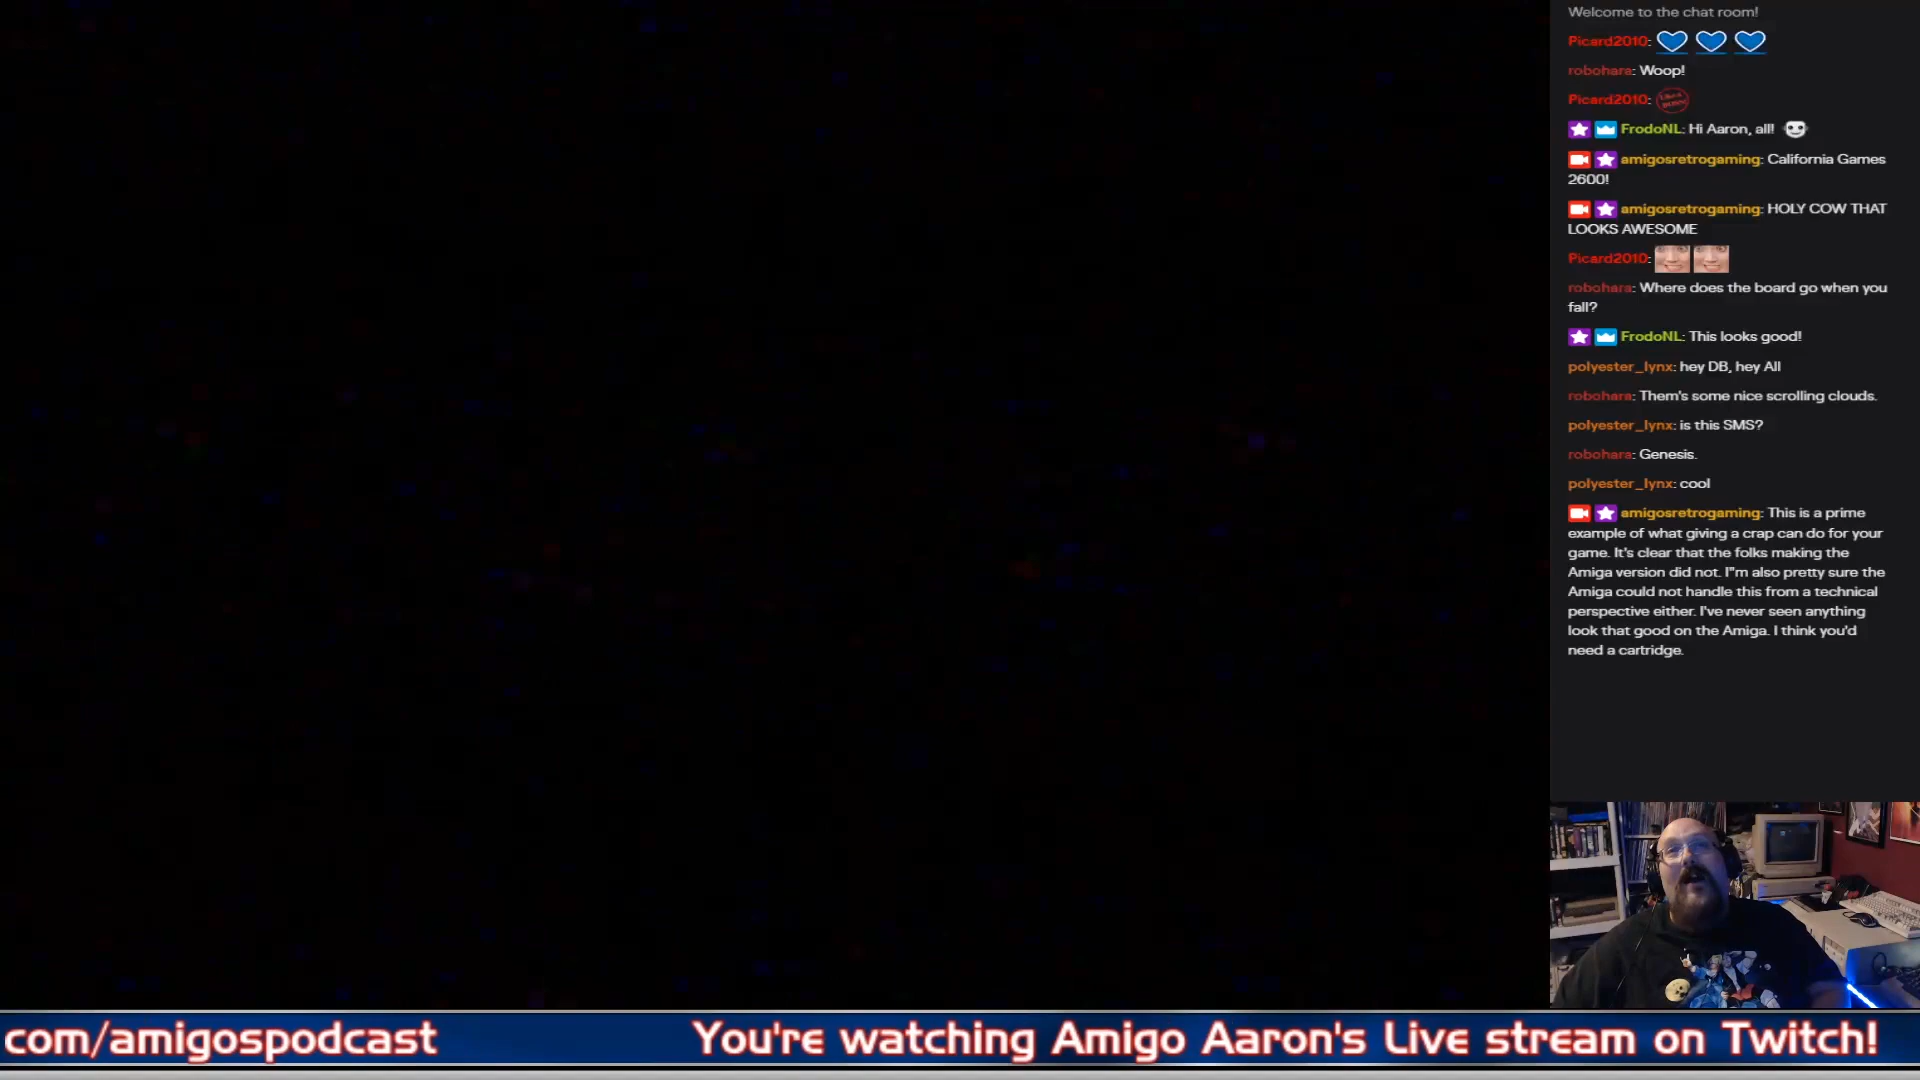 Welcome to the chat room!
Picard2010:
robohara: Woop!
Picard2010:
FrodoNL: Hi Aaron, all!
amigosretrogaming: California Games
2600!
amigosretrogaming: HOLY COW THAT
LOOKS AWESOME
Picard2010:
robohara: Where does the board go when you
fall?
FrodoNL: This looks good!
polyester_lynx: hey DB, hey All
robohara: Them's some nice scrolling clouds.
polyester_lynx: is this SMS?
robohara: Genesis.
polyester_lynx: cool
amigosretrogaming: This is a prime
example of what giving a crap can do for your
game. It's clear that the folks making the
Amiga version did not. I"m also pretty sure the
Amiga could not handle this from a technical
perspective either. I've never seen anything
look that good on the Amiga. I think you'd
need a cartridge.
com/amigospodcast You're watching Amigo Aaron's Live stream on Twitch!